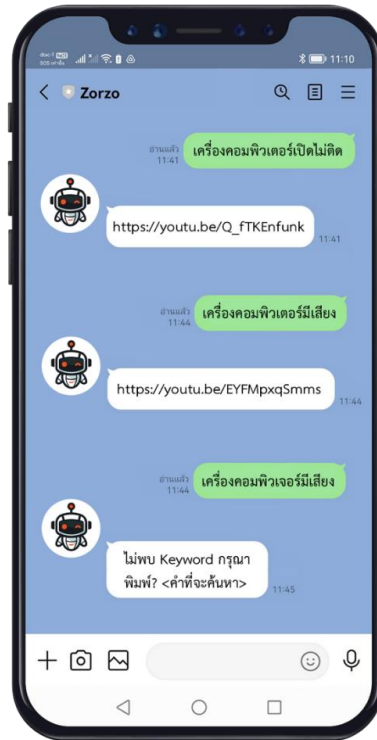 11:10
Zorzo
อ่านแล้ว
11:41
เครื่องคอมพิวเตอร์เปิดไม่ติด
https://youtu.be/Q_fTKEnfunk
11:41
อ่านแล้ว
11:44
เครื่องคอมพิวเตอร์มีเสียง
https://youtu.be/EYFMpxqSmms
11:44
อ่านแล้ว
11:44
เครื่องคอมพิวเจอร์มีเสียง
ไม่พบ Keyword กรุณา
พิมพ์? <คำที่จะค้นหา>
11:45